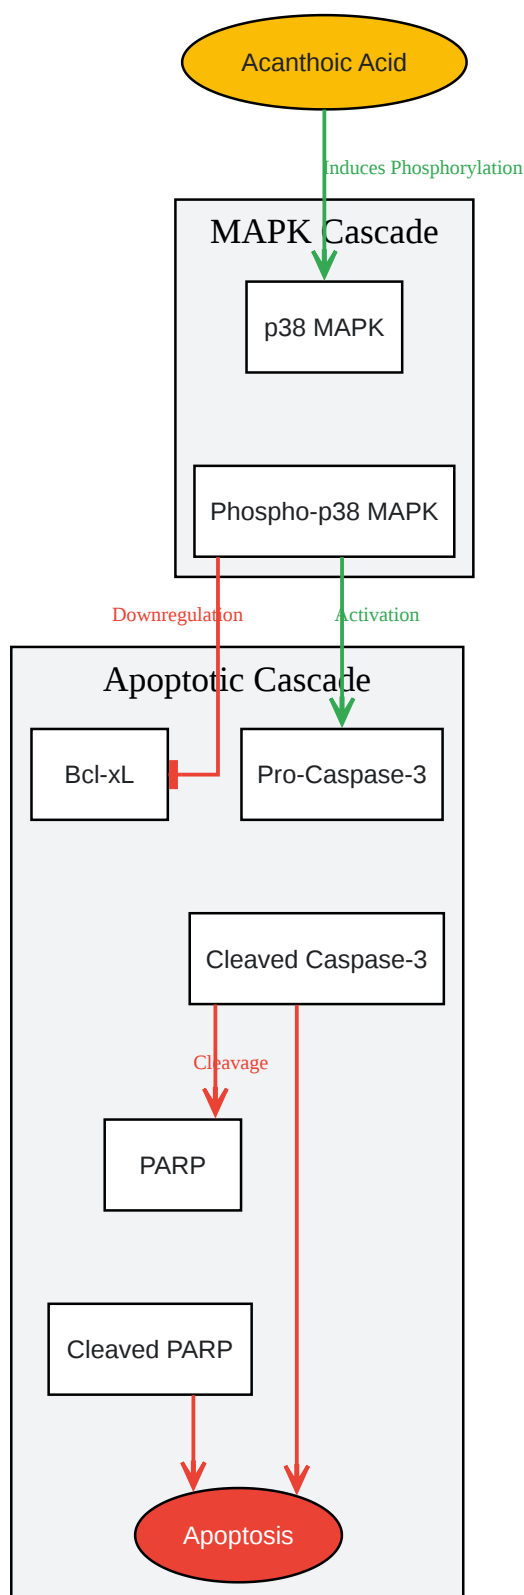 Acanthoic Acid
Induces Phosphorylation
MAPK Cascade
p38 MAPK
Phospho-p38 MAPK
Downregulation
Activation
Apoptotic Cascade
Bcl-xL
Pro-Caspase-3
Cleaved Caspase-3
Cleavage
PARP
Cleaved PARP
Apoptosis